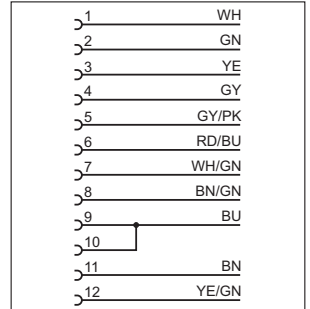 1 WH
2 GN
3 YE
4 GY
5 GY/PK
6 RD/BU
7 WH/GN
8 BN/GN
9 BU
10
11 BN
12 YE/GN